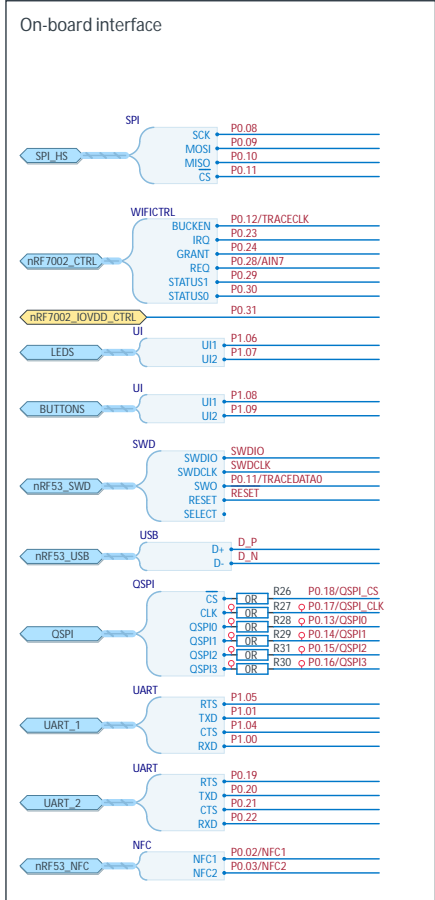 On-board interface
SPI
SCK P0.08
MOSI P0.09
SPI_HS MISO P0.10
CS P0.11
WIFICTRL
BUCKEN P0.12/TRACECLK
IRQ P0.23
GRANT P0.24
nRF7002_CTRL REQ P0.28/AIN7
STATUS1 P0.29
STATUS0 P0.30
nRF7002_IOVDD_CTRL P0.31
UI
LEDS UI1 P1.06
UI2 P1.07
UI
BUTTONS UI1 P1.08
UI2 P1.09
SWD
SWDIO SWDIO
SWDCLK SWDCLK
nRF53_SWD SWO P0.11/TRACEDATA0
RESET RESET
SELECT
USB
nRF53_USB D+ D_P
D- D_N
QSPI
CS 0R R26 P0.18/QSPI_CS
CLK 0R R27 P0.17/QSPI_CLK
QSPI0 0R R28 P0.13/QSPI0
QSPI QSPI1 0R R29 P0.14/QSPI1
QSPI2 0R R31 P0.15/QSPI2
QSPI3 0R R30 P0.16/QSPI3
UART
RTS P1.05
UART_1 TXD P1.01
CTS P1.04
RXD P1.00
UART
RTS P0.19
UART_2 TXD P0.20
CTS P0.21
RXD P0.22
NFC
nRF53_NFC NFC1 P0.02/NFC1
NFC2 P0.03/NFC2